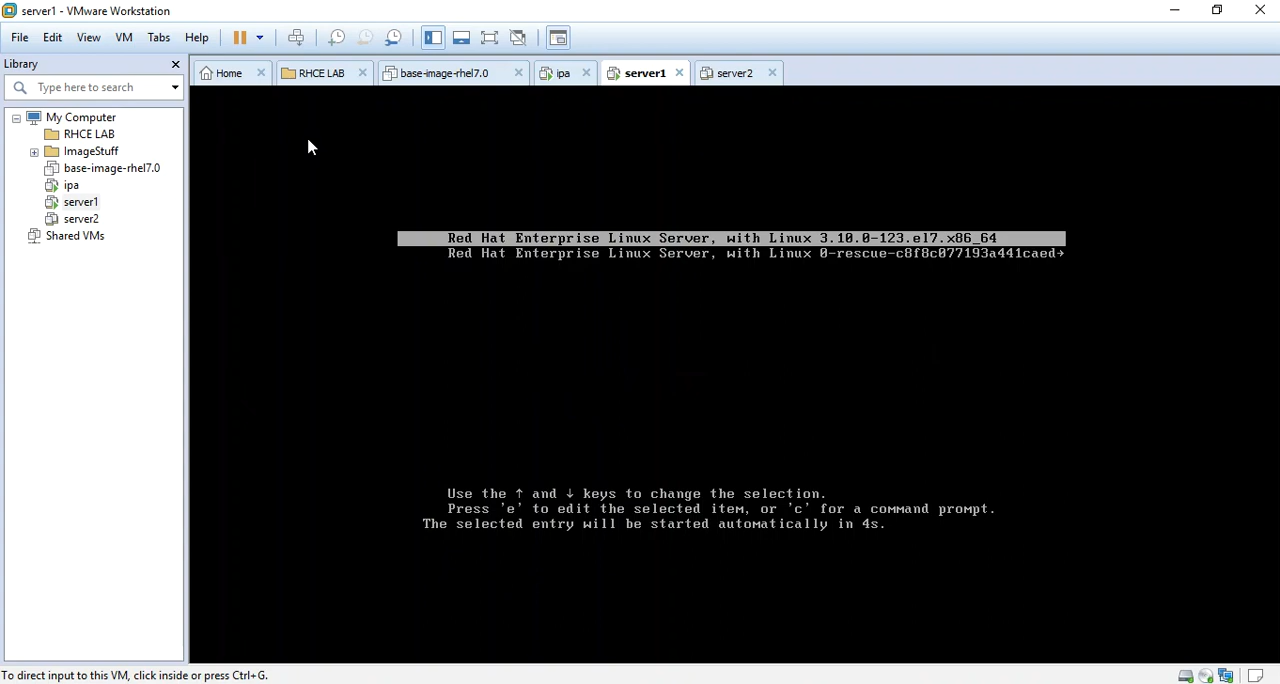 server1 - VMware Workstation
File Edit View VM Tabs Help
Library
Home RHCE LAB base-image-rhel7.0 ipa server1 server2
Type here to search
My Computer
RHCE LAB
ImageStuff
base-image-rhel7.0
ipa
server1
server2
Shared VMs
Red Hat Enterprise Linux Server, with Linux 3.10.0-123.el7.x86_64
Red Hat Enterprise Linux Server, with Linux 0-rescue-c8f8c077193a441caed→
Use the ↑ and ↓ keys to change the selection.
Press 'e' to edit the selected item, or 'c' for a command prompt.
The selected entry will be started automatically in 4s.
To direct input to this VM, click inside or press Ctrl+G.